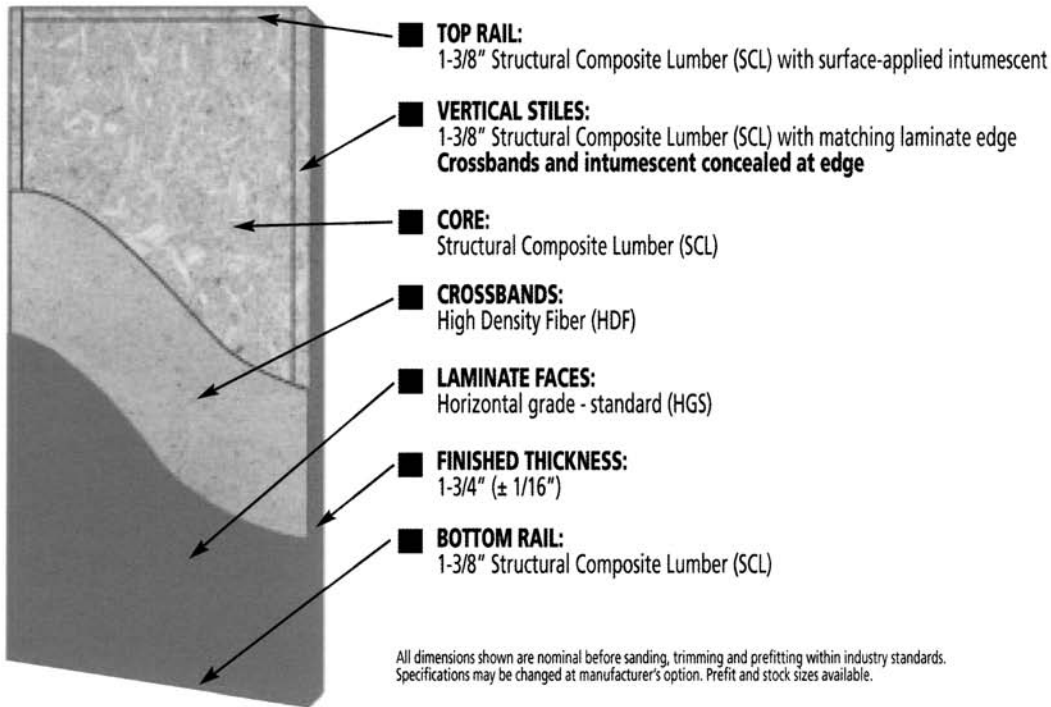 TOP RAIL:
1-3/8" Structural Composite Lumber (SCL) with surface-applied intumescent
VERTICAL STILES:
1-3/8" Structural Composite Lumber (SCL) with matching laminate edge
Crossbands and intumescent concealed at edge
CORE:
Structural Composite Lumber (SCL)
CROSSBANDS:
High Density Fiber (HDF)
LAMINATE FACES:
Horizontal grade - standard (HGS)
FINISHED THICKNESS:
1-3/4" (± 1/16")
BOTTOM RAIL:
1-3/8" Structural Composite Lumber (SCL)
All dimensions shown are nominal before sanding, trimming and prefitting within industry standards.
Specifications may be changed at manufacturer's option. Prefit and stock sizes available.